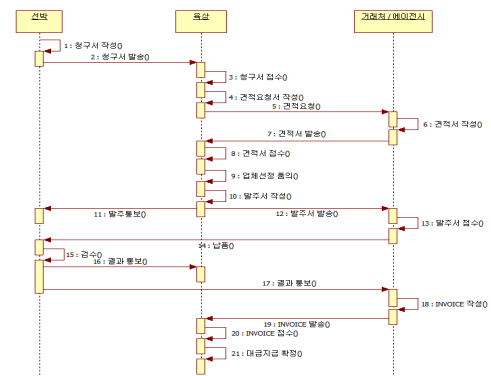 선박
육상
거래처 / 에이전시
1 : 청구서 작성()
2 : 청구서 발송()
3 : 청구서 접수()
4 : 견적요청서 작성()
5 : 견적요청()
6 : 견적서 작성()
7 : 견적서 발송()
8 : 견적서 접수()
9 : 업체선정 품의()
10 : 발주서 작성()
11 : 발주통보()
12 : 발주서 발송()
13 : 발주서 접수()
14 : 납품()
15 : 검수()
16 : 결과 통보()
17 : 결과 통보()
18 : INVOICE 작성()
19 : INVOICE 발송()
20 : INVOICE 접수()
21 : 대금지급 확정()